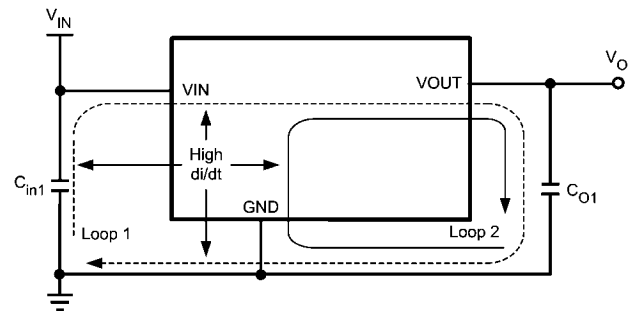 VIN
VO
VIN
VOUT
High
di/dt
Cin1
CO1
GND
Loop 1
Loop 2